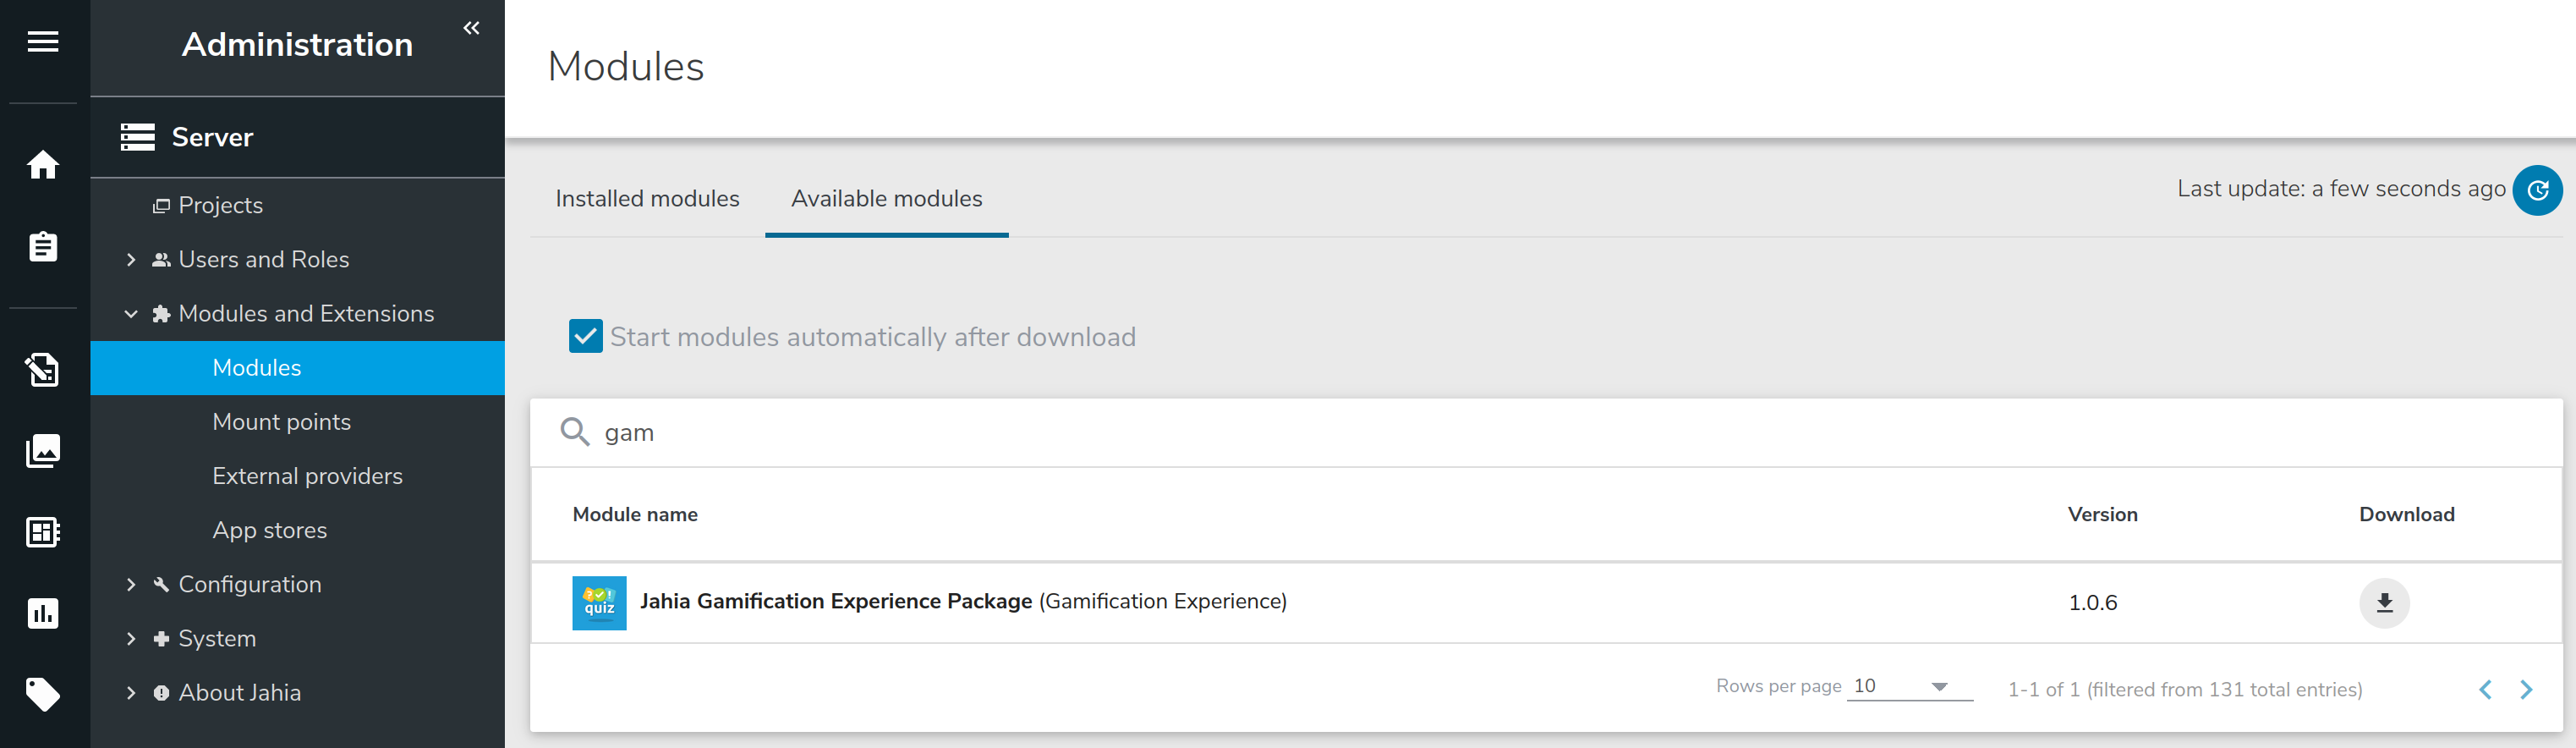 Administration
Server
Projects
Users and Roles
Modules and Extensions
Modules
Mount points
External providers
App stores
Configuration
System
About Jahia
Modules
Installed modules
Available modules
Last update: a few seconds ago
Start modules automatically after download
gam
Module name Version Download
quiz
Jahia Gamification Experience Package (Gamification Experience) 1.0.6
Rows per page 10 1-1 of 1 (filtered from 131 total entries)